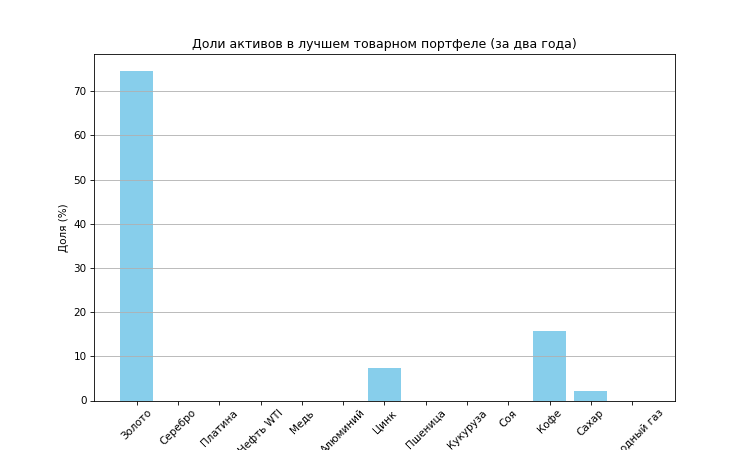 Доли активов в лучшем товарном портфеле (за два года)
Доля (%)
70
60
50
40
30
20
10
0
Золото
Серебро
Платина
Нефть WTI
Медь
Алюминий
Цинк
Пшеница
Кукуруза
Соя
Кофе
Сахар
одный газ